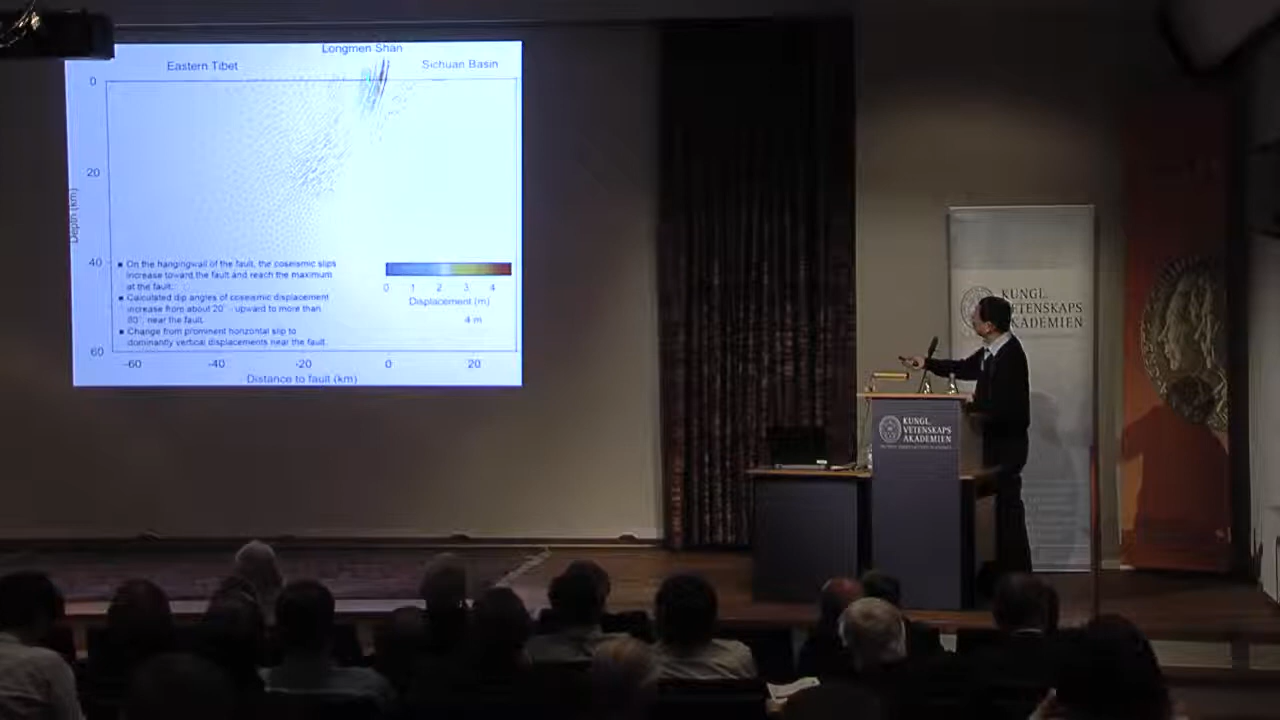 Longmen Shan
Eastern Tibet
Sichuan Basin
0
20
40
60
Depth (km)
■ On the hangingwall of the fault, the coseismic slips
increase toward the fault and reach the maximum
at the fault.
■ Calculated dip angles of coseismic displacement
increase from about 20° upward to more than
80° near the fault.
■ Change from prominent horizontal slip to
dominantly vertical displacements near the fault.
0 1 2 3 4
Displacement (m)
4 m
-60 -40 -20 0 20
Distance to fault (km)
KUNGL.
VETENSKAPS
AKADEMIEN
KUNGL.
VETENSKAPS
AKADEMIEN